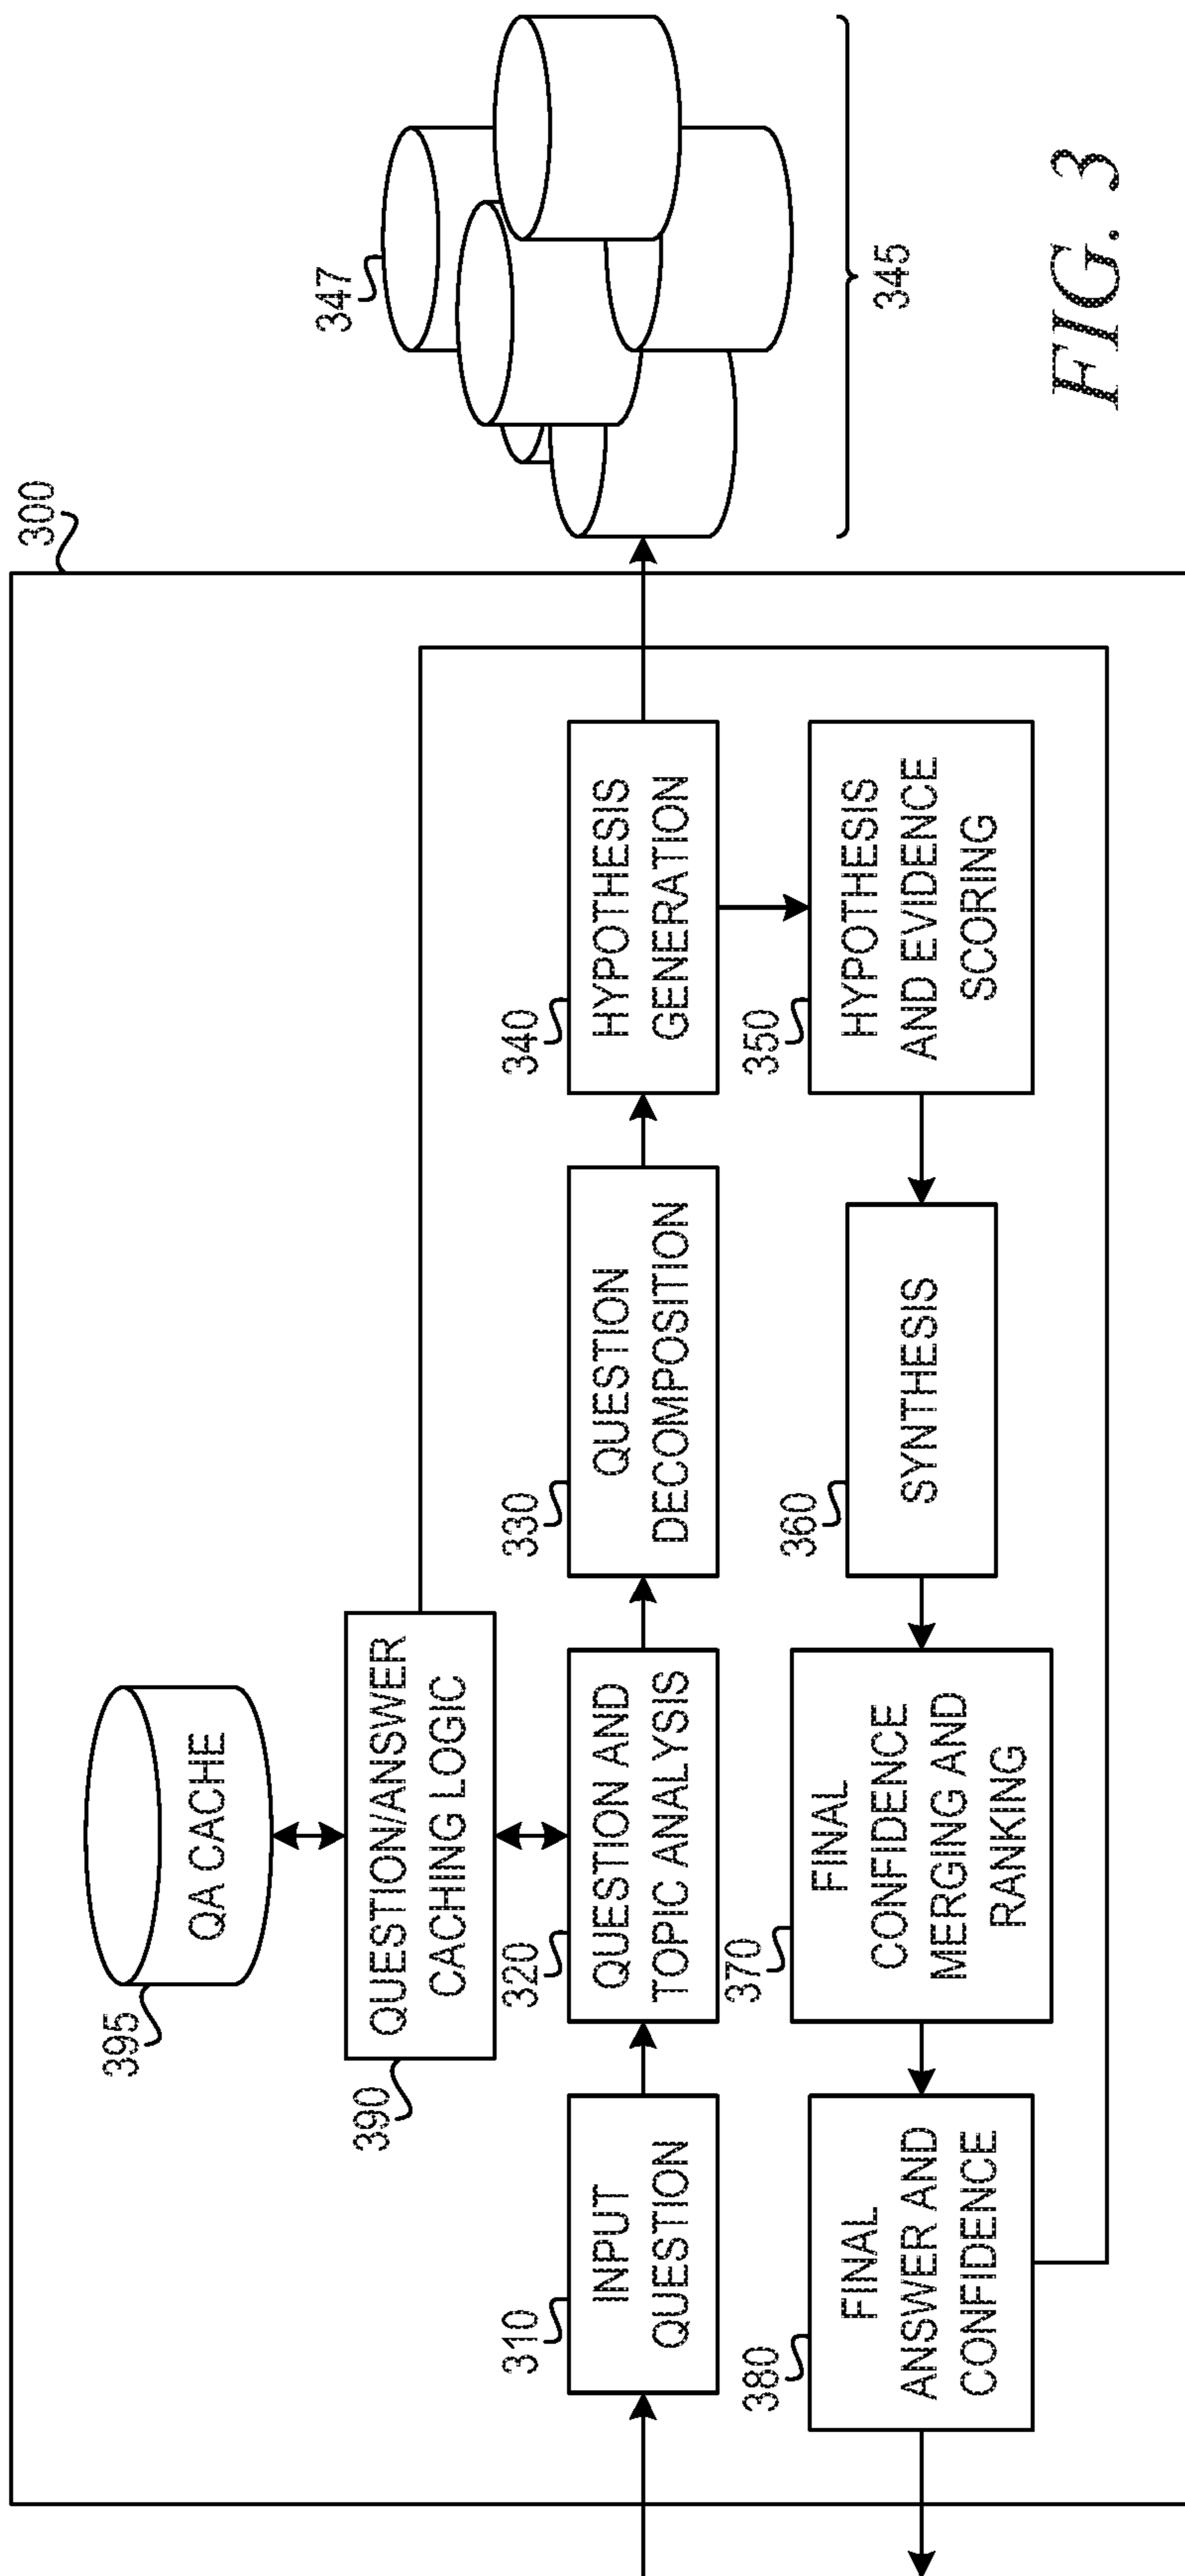 300
395
QA CACHE
347
390
QUESTION/ANSWER
CACHING LOGIC
310
INPUT
QUESTION
320
QUESTION AND
TOPIC ANALYSIS
330
QUESTION
DECOMPOSITION
340
HYPOTHESIS
GENERATION
345
380
FINAL
ANSWER AND
CONFIDENCE
370
FINAL
CONFIDENCE
MERGING AND
RANKING
360
SYNTHESIS
350
HYPOTHESIS
AND EVIDENCE
SCORING
FIG. 3